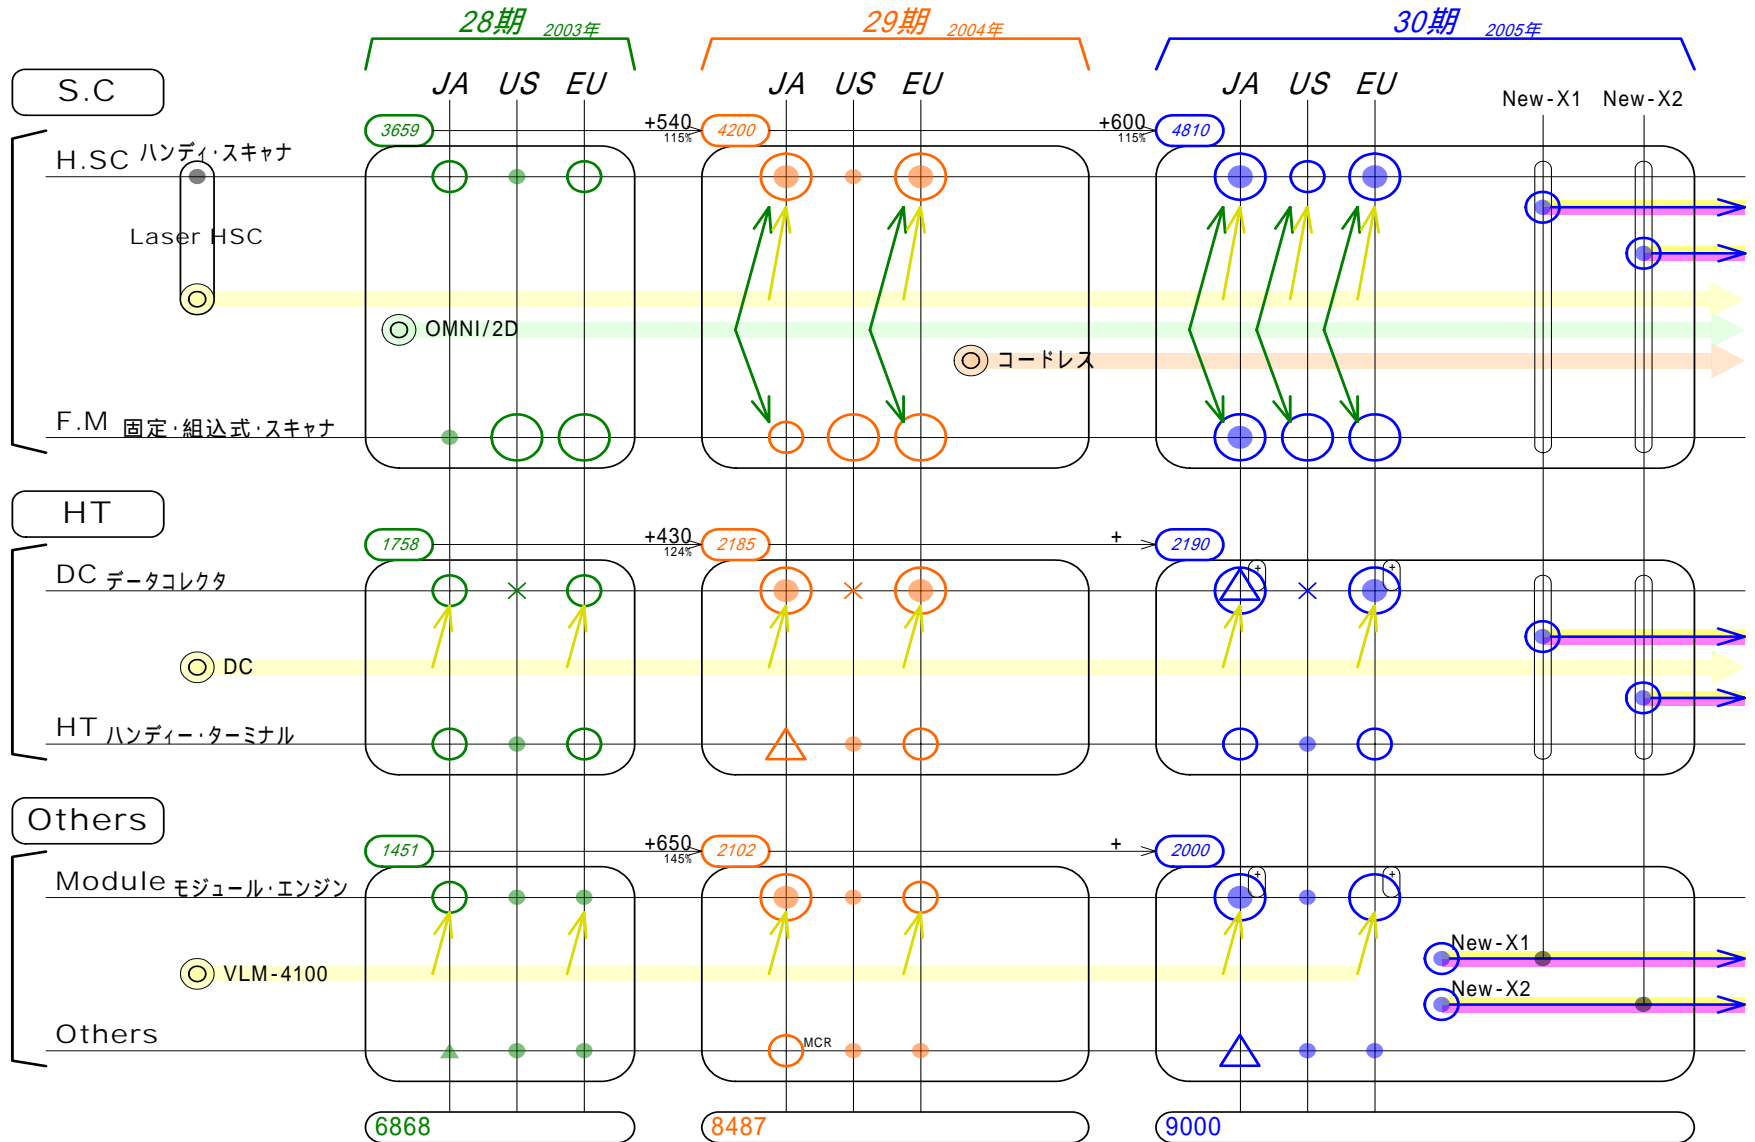 28期 2003年 29期 2004年 30期 2005年
S.C JA US EU JA US EU JA US EU New-X1 New-X2
3659 +540 115% 4200 +600 115% 4810
H.SC ハンディ・スキャナ
Laser HSC
OMNI/2D
コードレス
F.M 固定・組込式・スキャナ
HT
1758 +430 124% 2185 + 2190
DC データコレクタ + +
DC
HT ハンディー・ターミナル
Others
1451 +650 145% 2102 + 2000
Module モジュール・エンジン + +
New-X1
VLM-4100
New-X2
Others MCR
6868 8487 9000